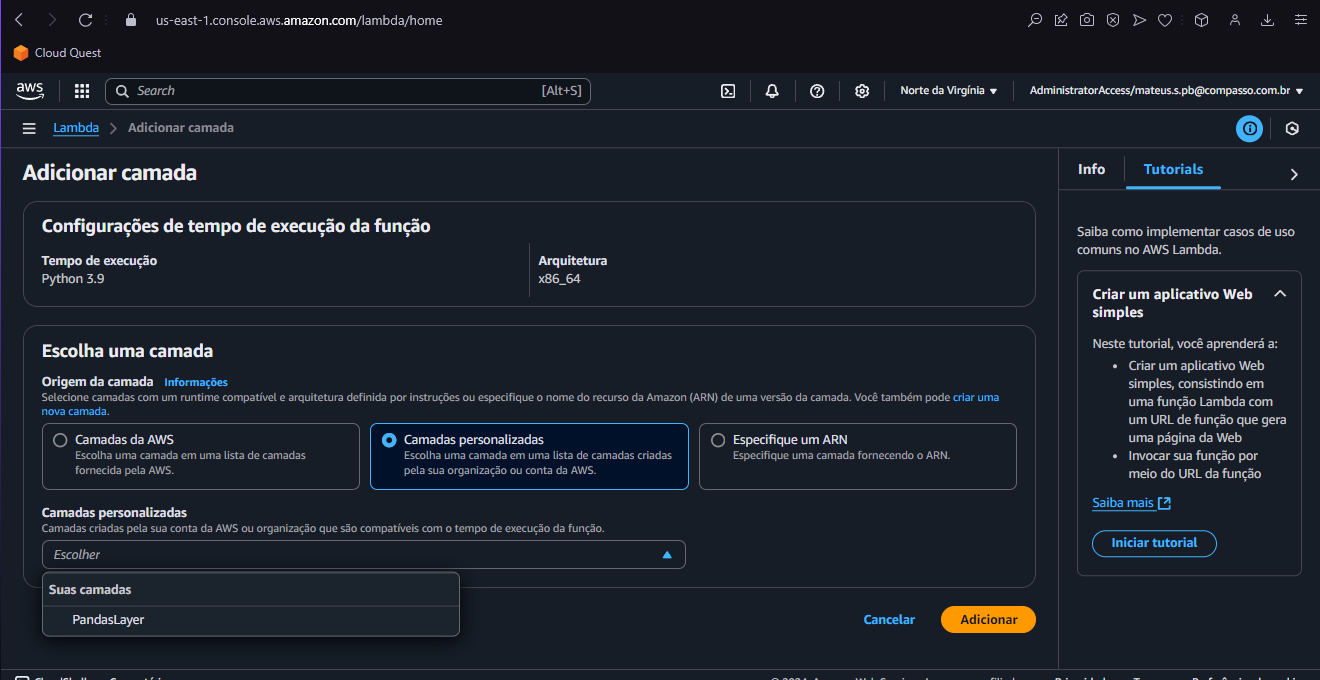 us-east-1.console.aws.amazon.com/lambda/home
Cloud Quest
aws
Search [Alt+S]
Norte da Virgínia
AdministratorAccess/mateus.s.pb@compasso.com.br
Lambda
Adicionar camada
Adicionar camada
Configurações de tempo de execução da função
Tempo de execução
Python 3.9
Arquitetura
x86_64
Escolha uma camada
Origem da camada Informações
Selecione camadas com um runtime compatível e arquitetura definida por instruções ou especifique o nome do recurso da Amazon (ARN) de uma versão da camada. Você também pode criar uma
nova camada.
Camadas da AWS
Escolha uma camada em uma lista de camadas
fornecida pela AWS.
Camadas personalizadas
Escolha uma camada em uma lista de camadas criadas
pela sua organização ou conta da AWS.
Especifique um ARN
Especifique uma camada fornecendo o ARN.
Camadas personalizadas
Camadas criadas pela sua conta da AWS ou organização que são compatíveis com o tempo de execução da função.
Escolher
Suas camadas
PandasLayer
Cancelar
Adicionar
Info
Tutorials
Saiba como implementar casos de uso
comuns no AWS Lambda.
Criar um aplicativo Web
simples
Neste tutorial, você aprenderá a:
• Criar um aplicativo Web
simples, consistindo em
uma função Lambda com
um URL de função que gera
uma página da Web
• Invocar sua função por
meio do URL da função
Saiba mais
Iniciar tutorial